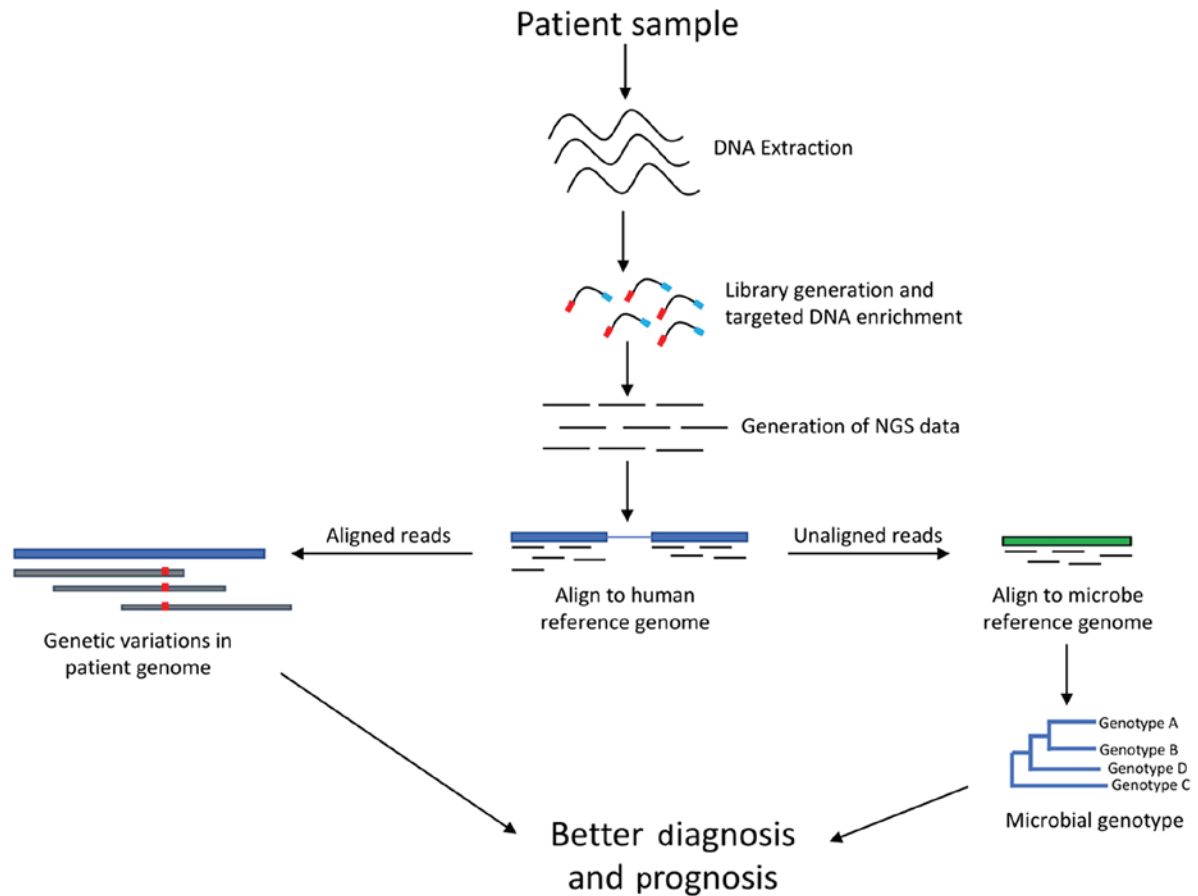 Patient sample
DNA Extraction
Library generation and
targeted DNA enrichment
Generation of NGS data
Aligned reads
Unaligned reads
Genetic variations in
patient genome
Align to human
reference genome
Align to microbe
reference genome
Genotype A
Genotype B
Genotype D
Genotype C
Microbial genotype
Better diagnosis
and prognosis